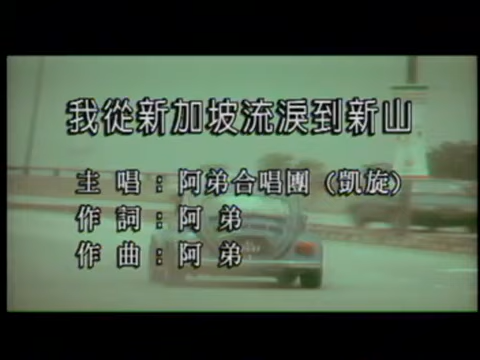 我從新加坡流淚到新山
主唱：阿弟合唱團（凱旋）
作詞：阿弟
作曲：阿弟